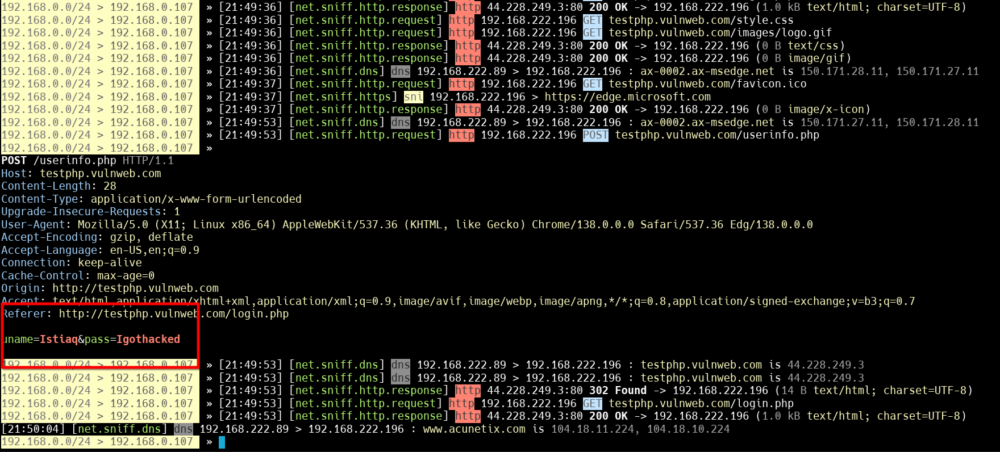 192.168.0.0/24 > 192.168.0.107 » [21:49:36] [net.sniff.http.response] http 44.228.249.3:80 200 OK -> 192.168.222.196 (1.0 kB text/html; charset=UTF-8)
192.168.0.0/24 > 192.168.0.107 » [21:49:36] [net.sniff.http.request] http 192.168.222.196 GET testphp.vulnweb.com/style.css
192.168.0.0/24 > 192.168.0.107 » [21:49:36] [net.sniff.http.request] http 192.168.222.196 GET testphp.vulnweb.com/images/logo.gif
192.168.0.0/24 > 192.168.0.107 » [21:49:36] [net.sniff.http.response] http 44.228.249.3:80 200 OK -> 192.168.222.196 (0 B text/css)
192.168.0.0/24 > 192.168.0.107 » [21:49:36] [net.sniff.http.response] http 44.228.249.3:80 200 OK -> 192.168.222.196 (0 B image/gif)
192.168.0.0/24 > 192.168.0.107 » [21:49:36] [net.sniff.dns] dns 192.168.222.89 > 192.168.222.196 : ax-0002.ax-msedge.net is 150.171.28.11, 150.171.27.11
192.168.0.0/24 > 192.168.0.107 » [21:49:37] [net.sniff.http.request] http 192.168.222.196 GET testphp.vulnweb.com/favicon.ico
192.168.0.0/24 > 192.168.0.107 » [21:49:37] [net.sniff.https] sni 192.168.222.196 > https://edge.microsoft.com
192.168.0.0/24 > 192.168.0.107 » [21:49:37] [net.sniff.http.response] http 44.228.249.3:80 200 OK -> 192.168.222.196 (0 B image/x-icon)
192.168.0.0/24 > 192.168.0.107 » [21:49:53] [net.sniff.dns] dns 192.168.222.89 > 192.168.222.196 : ax-0002.ax-msedge.net is 150.171.27.11, 150.171.28.11
192.168.0.0/24 > 192.168.0.107 » [21:49:53] [net.sniff.http.request] http 192.168.222.196 POST testphp.vulnweb.com/userinfo.php
192.168.0.0/24 > 192.168.0.107 »
POST /userinfo.php HTTP/1.1
Host: testphp.vulnweb.com
Content-Length: 28
Content-Type: application/x-www-form-urlencoded
Upgrade-Insecure-Requests: 1
User-Agent: Mozilla/5.0 (X11; Linux x86_64) AppleWebKit/537.36 (KHTML, like Gecko) Chrome/138.0.0.0 Safari/537.36 Edg/138.0.0.0
Accept-Encoding: gzip, deflate
Accept-Language: en-US,en;q=0.9
Connection: keep-alive
Cache-Control: max-age=0
Origin: http://testphp.vulnweb.com
Accept: text/html,application/xhtml+xml,application/xml;q=0.9,image/avif,image/webp,image/apng,*/*;q=0.8,application/signed-exchange;v=b3;q=0.7
Referer: http://testphp.vulnweb.com/login.php
uname=Istiaq&pass=Igothacked
192.168.0.0/24 > 192.168.0.107 » [21:49:53] [net.sniff.dns] dns 192.168.222.89 > 192.168.222.196 : testphp.vulnweb.com is 44.228.249.3
192.168.0.0/24 > 192.168.0.107 » [21:49:53] [net.sniff.dns] dns 192.168.222.89 > 192.168.222.196 : testphp.vulnweb.com is 44.228.249.3
192.168.0.0/24 > 192.168.0.107 » [21:49:53] [net.sniff.http.response] http 44.228.249.3:80 302 Found -> 192.168.222.196 (14 B text/html; charset=UTF-8)
192.168.0.0/24 > 192.168.0.107 » [21:49:53] [net.sniff.http.request] http 192.168.222.196 GET testphp.vulnweb.com/login.php
192.168.0.0/24 > 192.168.0.107 » [21:49:53] [net.sniff.http.response] http 44.228.249.3:80 200 OK -> 192.168.222.196 (1.0 kB text/html; charset=UTF-8)
[21:50:04] [net.sniff.dns] dns 192.168.222.89 > 192.168.222.196 : www.acunetix.com is 104.18.11.224, 104.18.10.224
192.168.0.0/24 > 192.168.0.107 »